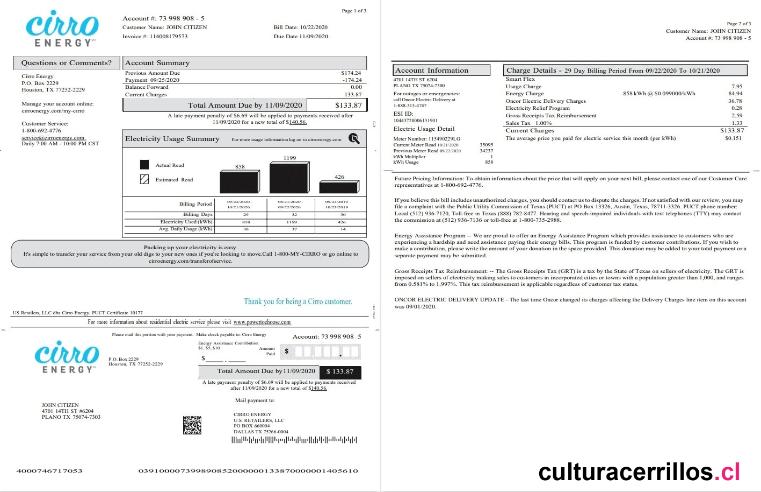 Page 1 of 3
cirro
ENERGY
Account #: 73 998 908 - 5
Customer Name: JOHN CITIZEN
Invoice #: 114008179573
Bill Date: 10/22/2020
Due Date 11/09/2020
Questions or Comments?
Cirro Energy
P.O. Box 2229
Houston, TX 77252-2229
Manage your account online:
cirroenergy.com/my-cirro
Customer Service:
1-800-692-4776
service@cirroenergy.com
Daily 7:00 AM - 10:00 PM CST
Account Summary
Previous Amount Due $174.24
Payment 09/25/2020 -174.24
Balance Forward 0.00
Current Charges 133.87
Total Amount Due by 11/09/2020 $133.87
A late payment penalty of $6.69 will be applied to payments received after
11/09/2020 for a new total of $140.56.
Electricity Usage Summary
For more information log on to cirroenergy.com
Actual Read
Estimated Read
858
1199
426
Billing Period
Billing Days 29 32 30
Electricity Used (kWh) 858 1199 426
Avg. Daily Usage (kWh) 30 37 14
Packing up your electricity is easy
It's simple to transfer your service from your old digs to your new ones if you're looking to move.Call 1-800-MY-CIRRO or go online to
cirroenergy.com/transferservice.
Thank you for being a Cirro customer.
US Retailers, LLC dba Cirro Energy, PUCT Certificate 10177
For more information about residential electric service please visit www.powertochoose.com
Please mail this portion with your payment. Make check payable to: Cirro Energy
cirro
ENERGY
P.O. Box 2229
Houston, TX 77252-2229
Energy Assistance Contribution
$1, $5, $10
$
Account: 73 998 908 5
Amount
Paid
$
Total Amount Due by 11/09/2020 $ 133.87
A late payment penalty of $6.69 will be applied to payments received
after 11/09/2020 for a new total of $140.56.
Mail payment to:
JOHN CITIZEN
4701 14TH ST #6204
PLANO TX 75074-7303
CIRRO ENERGY
U.S RETAILERS, LLC
PO BOX 660004
DALLAS TX 75266-0004
4000746717053
Page 2 of 3
Customer Name: JOHN CITIZEN
Account #: 73 998 908 - 5
Account Information
4701 14TH ST 6204
PLANO TX 75074-7300
For outages or emergencies:
call Oncor Electric Delivery at
1-888-313-4747
ESI ID:
Electric Usage Detail
Meter Number: 115490229LG
Current Meter Read 10/21/2020 35095
Previous Meter Read 09/22/2020 34237
kWh Multiplier 1
kWh Usage 858
Charge Details - 29 Day Billing Period From 09/22/2020 To 10/21/2020
Smart Flex
Usage Charge 7.95
Energy Charge 858 kWh @ $0.099000/kWh 84.94
Oncor Electric Delivery Charges 36.78
Electricity Relief Program 0.28
Gross Receipts Tax Reimbursement 2.59
Sales Tax 1.00% 1.33
Current Charges $133.87
The average price you paid for electric service this month (per kWh) $0.151
Future Pricing Information: To obtain information about the price that will apply on your next bill, please contact one of our Customer Care
representatives at 1-800-692-4776.
If you believe this bill includes unauthorized charges, you should contact us to dispute the charges. If not satisfied with our review, you may
file a complaint with the Public Utility Commission of Texas (PUCT) at PO Box 13326, Austin, Texas, 78711-3326. PUCT phone number:
Local (512) 936-7120, Toll-free in Texas (888) 782-8477. Hearing and speech-impaired individuals with text telephones (TTY) may contact
the commission at (512) 936-7136 or toll-free at 1-800-735-2988.
Energy Assistance Program -- We are proud to offer an Energy Assistance Program which provides assistance to customers who are
experiencing a hardship and need assistance paying their energy bills. This program is funded by customer contributions. If you wish to
make a contribution, please write the amount of your donation in the space provided. This donation may be added to your total payment or a
separate payment may be submitted.
Gross Receipts Tax Reimbursement: -- The Gross Receipts Tax (GRT) is a tax by the State of Texas on sellers of electricity. The GRT is
imposed on sellers of electricity making sales to customers in incorporated cities or towns with a population greater than 1,000, and ranges
from 0.581% to 1.997%. This tax reimbursement is applicable regardless of customer tax status.
ONCOR ELECTRIC DELIVERY UPDATE - The last time Oncor changed its charges affecting the Delivery Charges line item on this account
was 09/01/2020.
culturacerrillos.cl